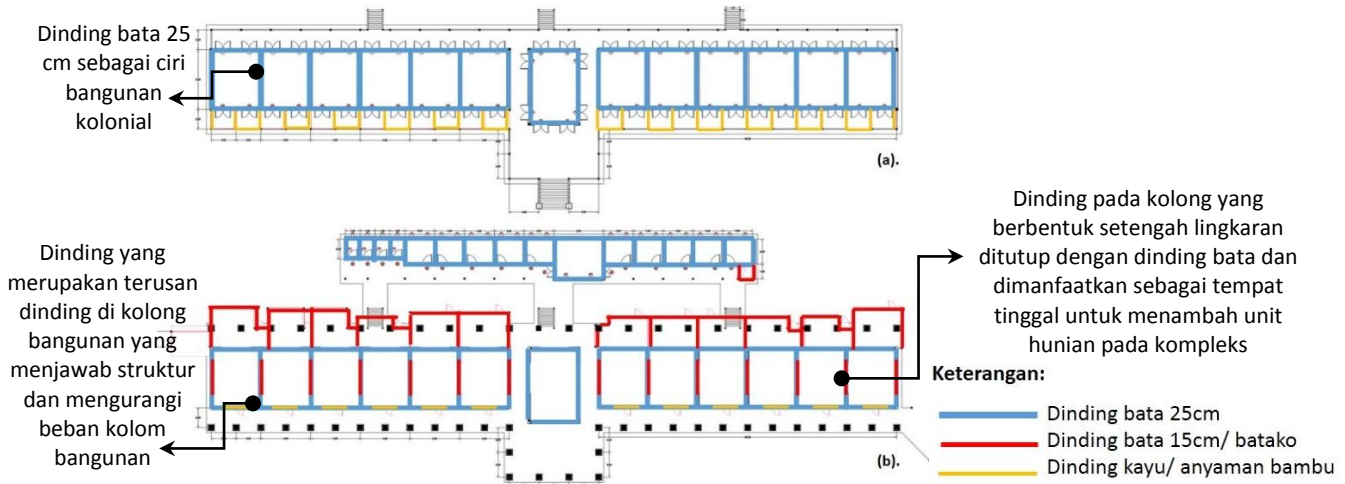 Dinding bata 25
cm sebagai ciri
bangunan
kolonial
(a).
Dinding yang
merupakan terusan
dinding di kolong
bangunan yang
menjawab struktur
dan mengurangi
beban kolom
bangunan
Dinding pada kolong yang
berbentuk setengah lingkaran
ditutup dengan dinding bata dan
dimanfaatkan sebagai tempat
tinggal untuk menambah unit
hunian pada kompleks
(b).
Keterangan:
Dinding bata 25cm
Dinding bata 15cm/ batako
Dinding kayu/ anyaman bambu